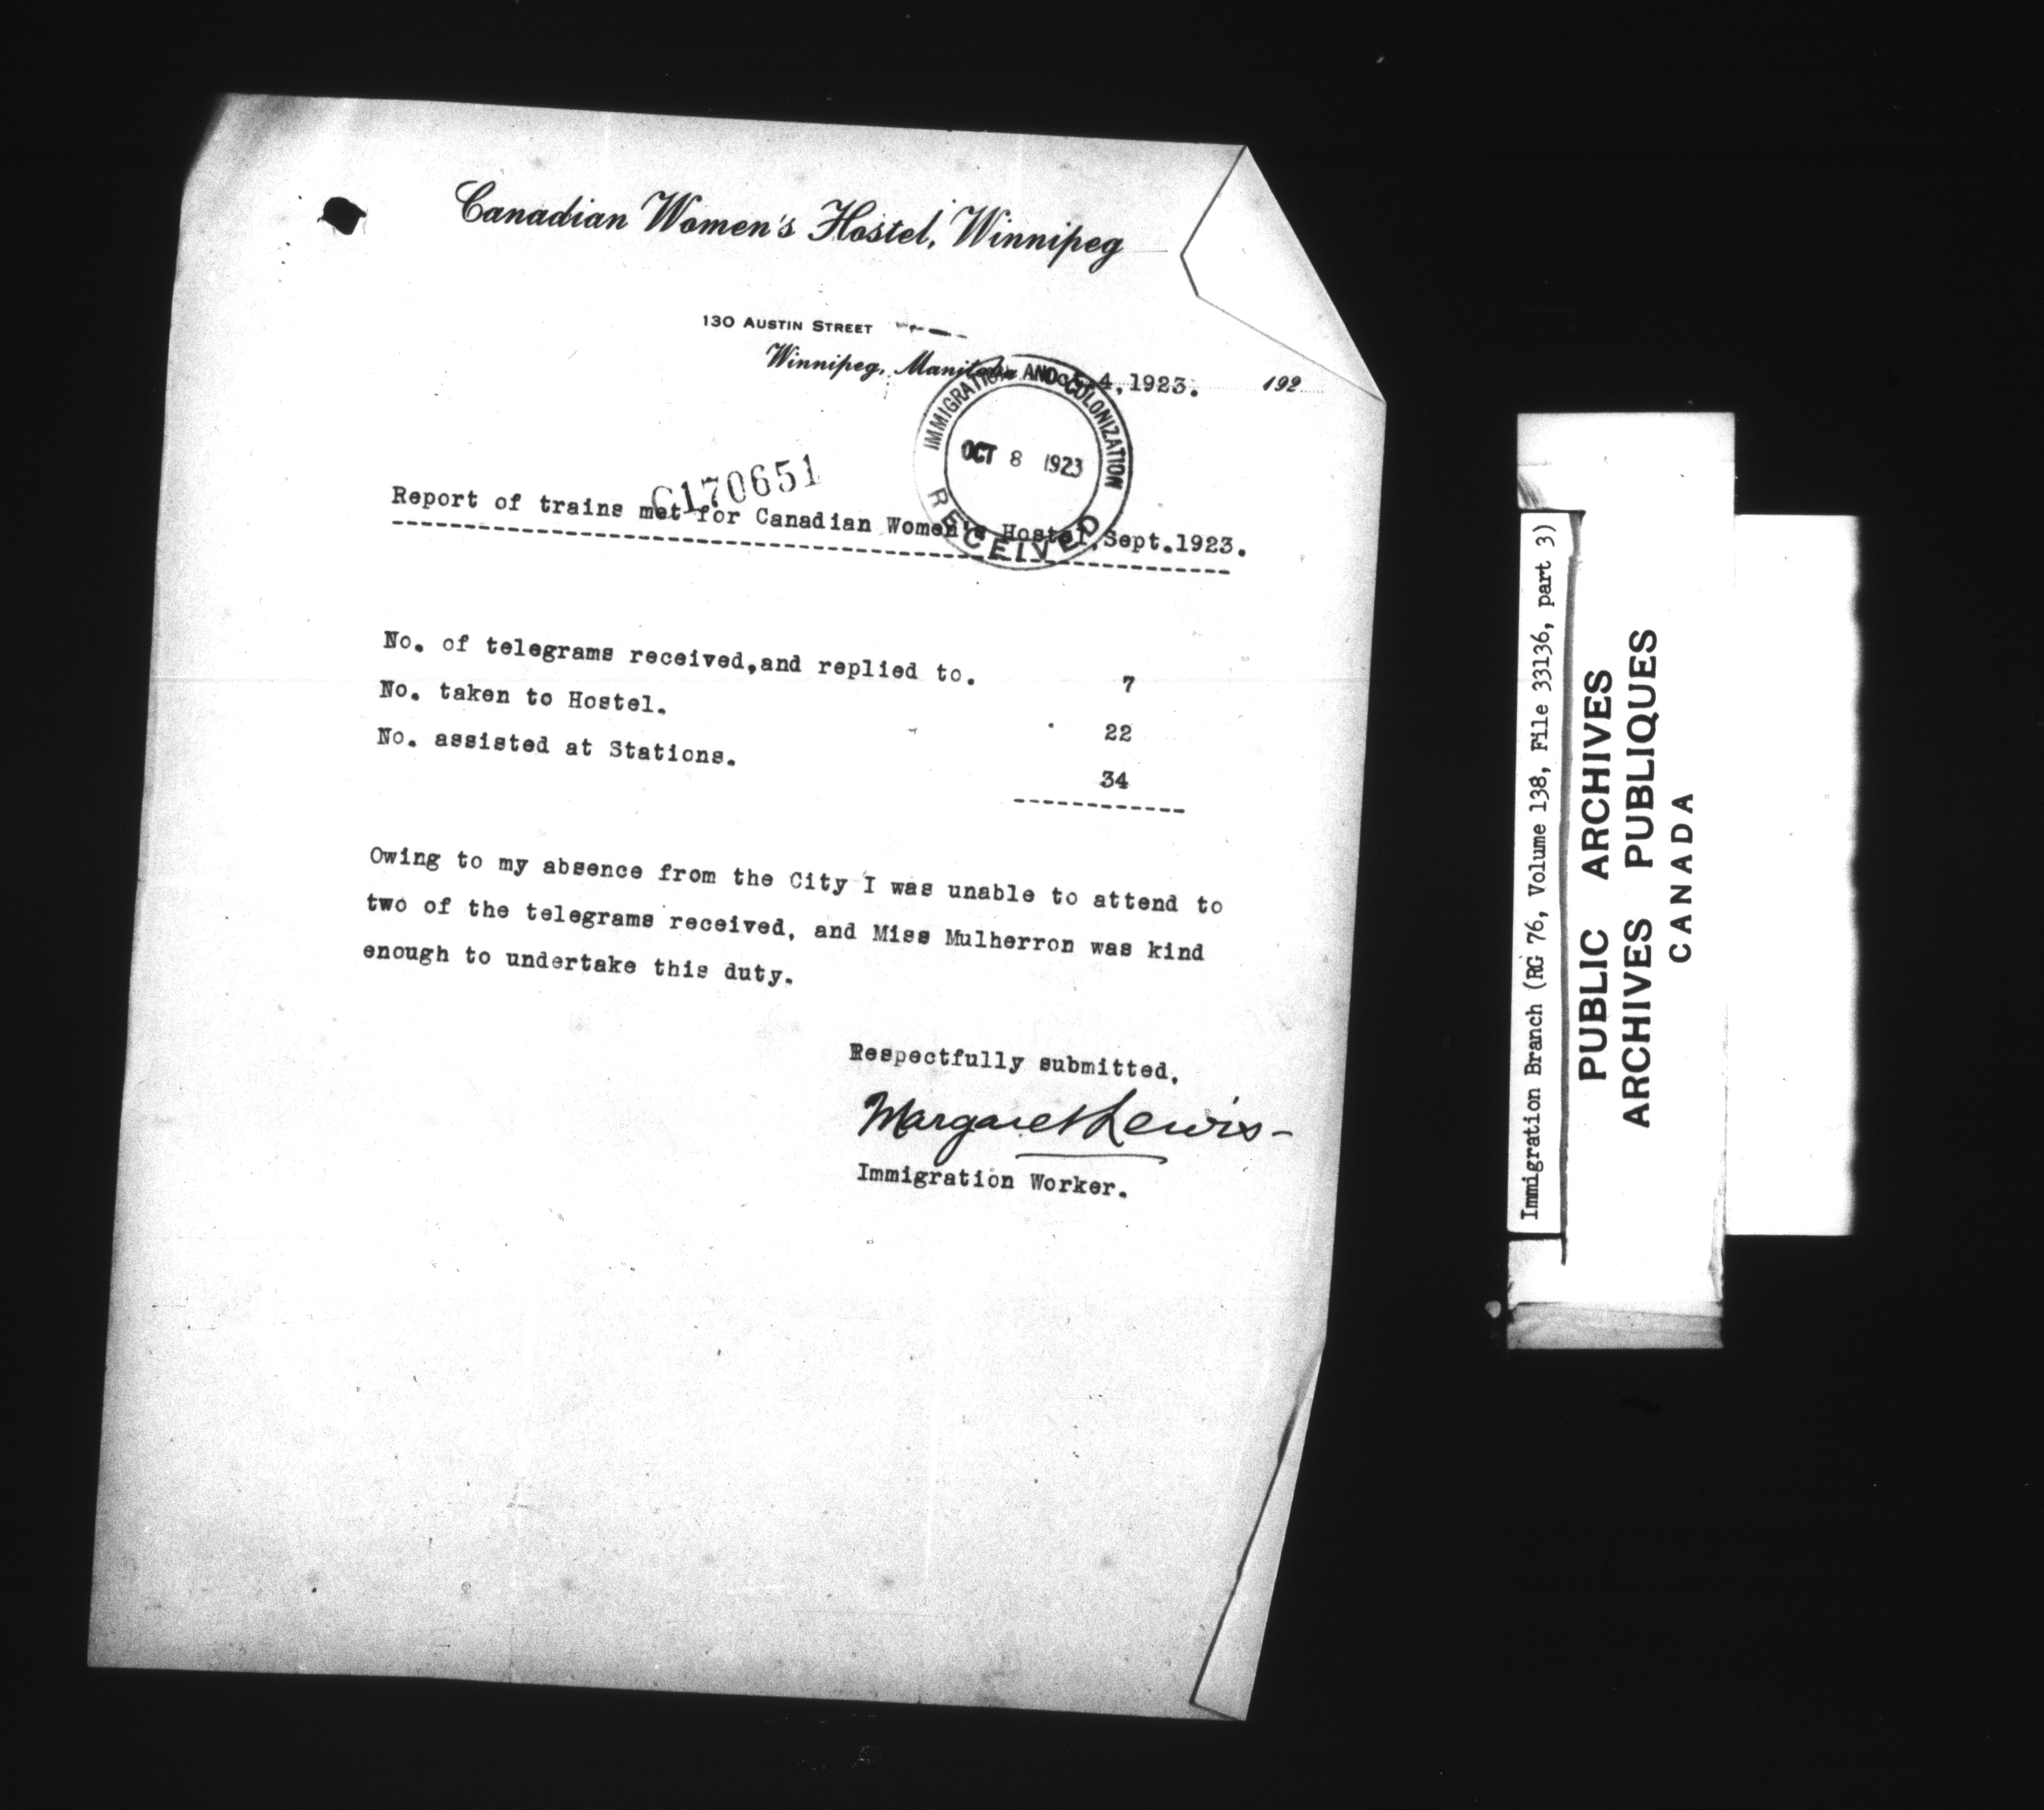 Canadian Women's Hostel, Winnipeg
130 AUSTIN STREET
Winnipeg, Manitoba Oct 4, 1923. 192
IMMIGRATION AND COLONIZATION
OCT 8 1923
RECEIVED
C170651
Report of trains met for Canadian Women's Hostel, Sept. 1923.
No. of telegrams received, and replied to. 7
No. taken to Hostel. 22
No. assisted at Stations. 34
Owing to my absence from the City I was unable to attend to
two of the telegrams received, and Miss Mulherron was kind
enough to undertake this duty.
Respectfully submitted,
Margaret Lewis-
Immigration Worker.
Immigration Branch (RG 76, Volume 138, File 33136, part 3)
PUBLIC ARCHIVES
ARCHIVES PUBLIQUES
CANADA